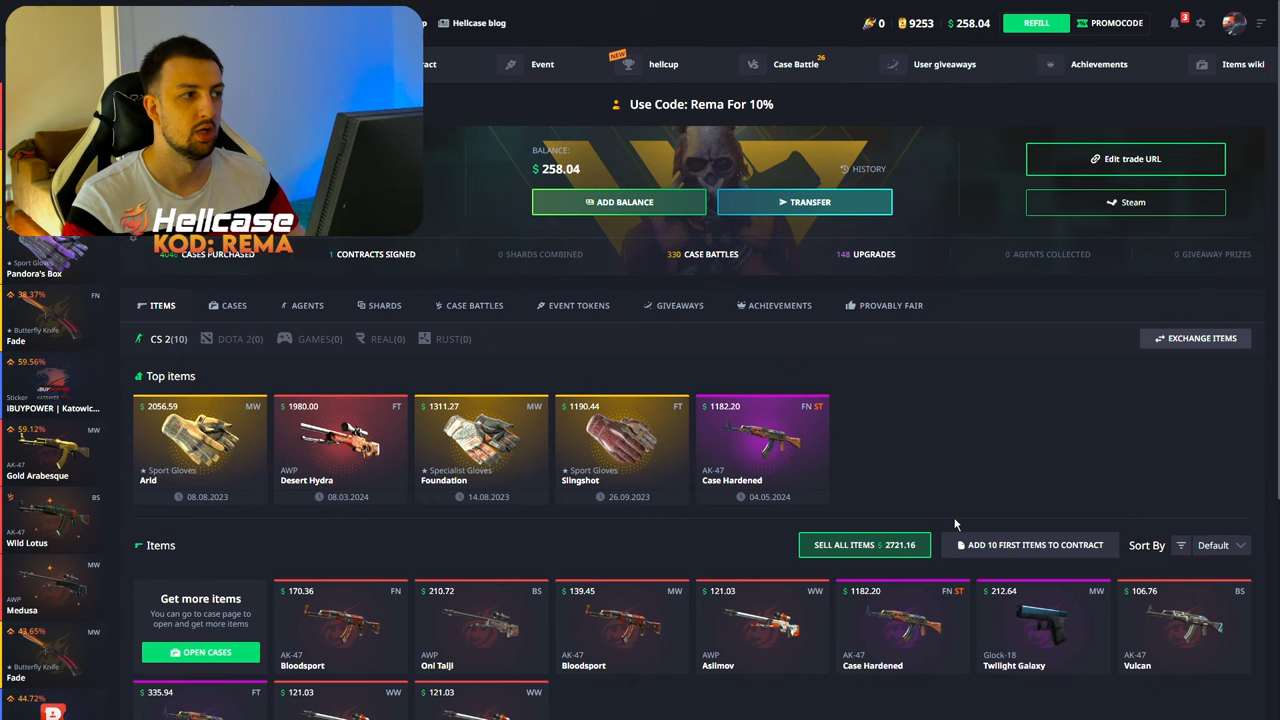 Hellcase blog
0
9253
$ 258.04
REFILL
PROMOCODE
3
Event
NEW
hellcup
VS
Case Battle
26
User giveaways
Achievements
Items wiki
Use Code: Rema For 10%
BALANCE:
$ 258.04
HISTORY
ADD BALANCE
TRANSFER
Edit trade URL
Steam
Hellcase
KOD: REMA
CASES PURCHASED
1 CONTRACTS SIGNED
0 SHARDS COMBINED
330 CASE BATTLES
148 UPGRADES
0 AGENTS COLLECTED
0 GIVEAWAY PRIZES
★ Sport Gloves
Pandora's Box
38.37%
FN
★ Butterfly Knife
Fade
59.56%
Sticker
IBUYPOWER | Katowic...
59.12%
MW
AK-47
Gold Arabesque
BS
AK-47
Wild Lotus
MW
AWP
Medusa
43.65%
MW
★ Butterfly Knife
Fade
44.72%
ITEMS
CASES
AGENTS
SHARDS
CASE BATTLES
EVENT TOKENS
GIVEAWAYS
ACHIEVEMENTS
PROVABLY FAIR
CS 2(10)
DOTA 2(0)
GAMES(0)
REAL(0)
RUST(0)
EXCHANGE ITEMS
Top items
$ 2056.59 MW
★ Sport Gloves
Arid
08.08.2023
$ 1980.00 FT
AWP
Desert Hydra
08.03.2024
$ 1311.27 MW
★ Specialist Gloves
Foundation
14.08.2023
$ 1190.44 FT
★ Sport Gloves
Slingshot
26.09.2023
$ 1182.20 FN ST
AK-47
Case Hardened
04.05.2024
Items
SELL ALL ITEMS $ 2721.16
ADD 10 FIRST ITEMS TO CONTRACT
Sort By
Default
Get more items
You can go to case page to
open and get more items
OPEN CASES
$ 170.36 FN
AK-47
Bloodsport
$ 210.72 BS
AWP
Oni Taiji
$ 139.45 MW
AK-47
Bloodsport
$ 121.03 WW
AWP
Asiimov
$ 1182.20 FN ST
AK-47
Case Hardened
$ 212.64 MW
Glock-18
Twilight Galaxy
$ 106.76 BS
AK-47
Vulcan
$ 335.94 FT
$ 121.03 WW
$ 121.03 WW